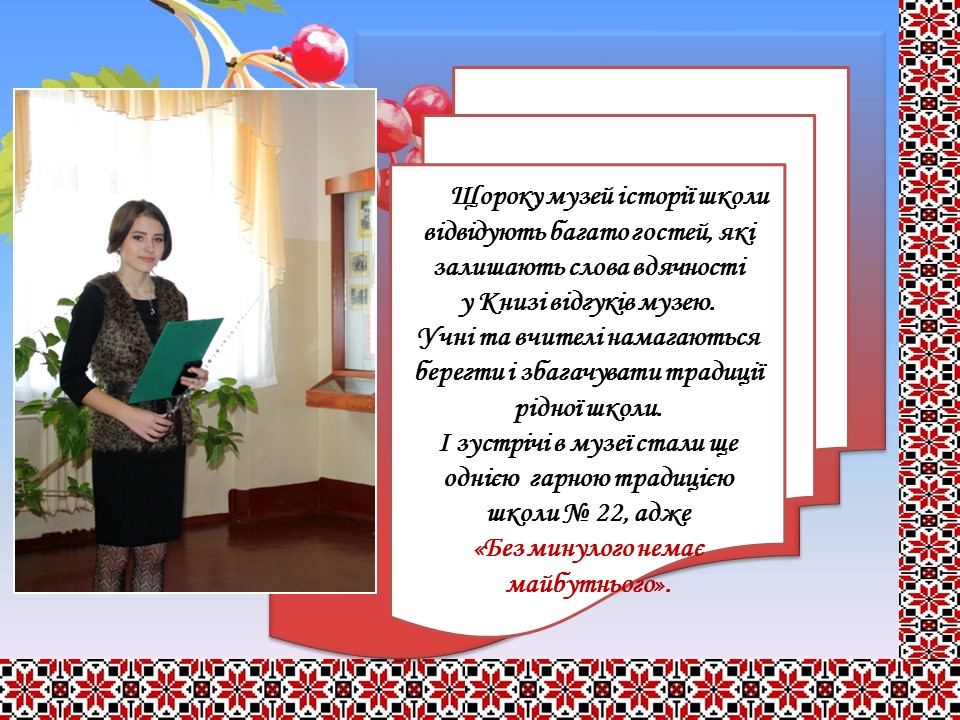 Щороку музей історії школи
відвідують багато гостей, які
залишають слова вдячності
у Книзі відгуків музею.
Учні та вчителі намагаються
берегти і збагачувати традиції
рідної школи.
І зустрічі в музеї стали ще
однією гарною традицією
школи № 22, адже
«Без минулого немає
майбутнього».